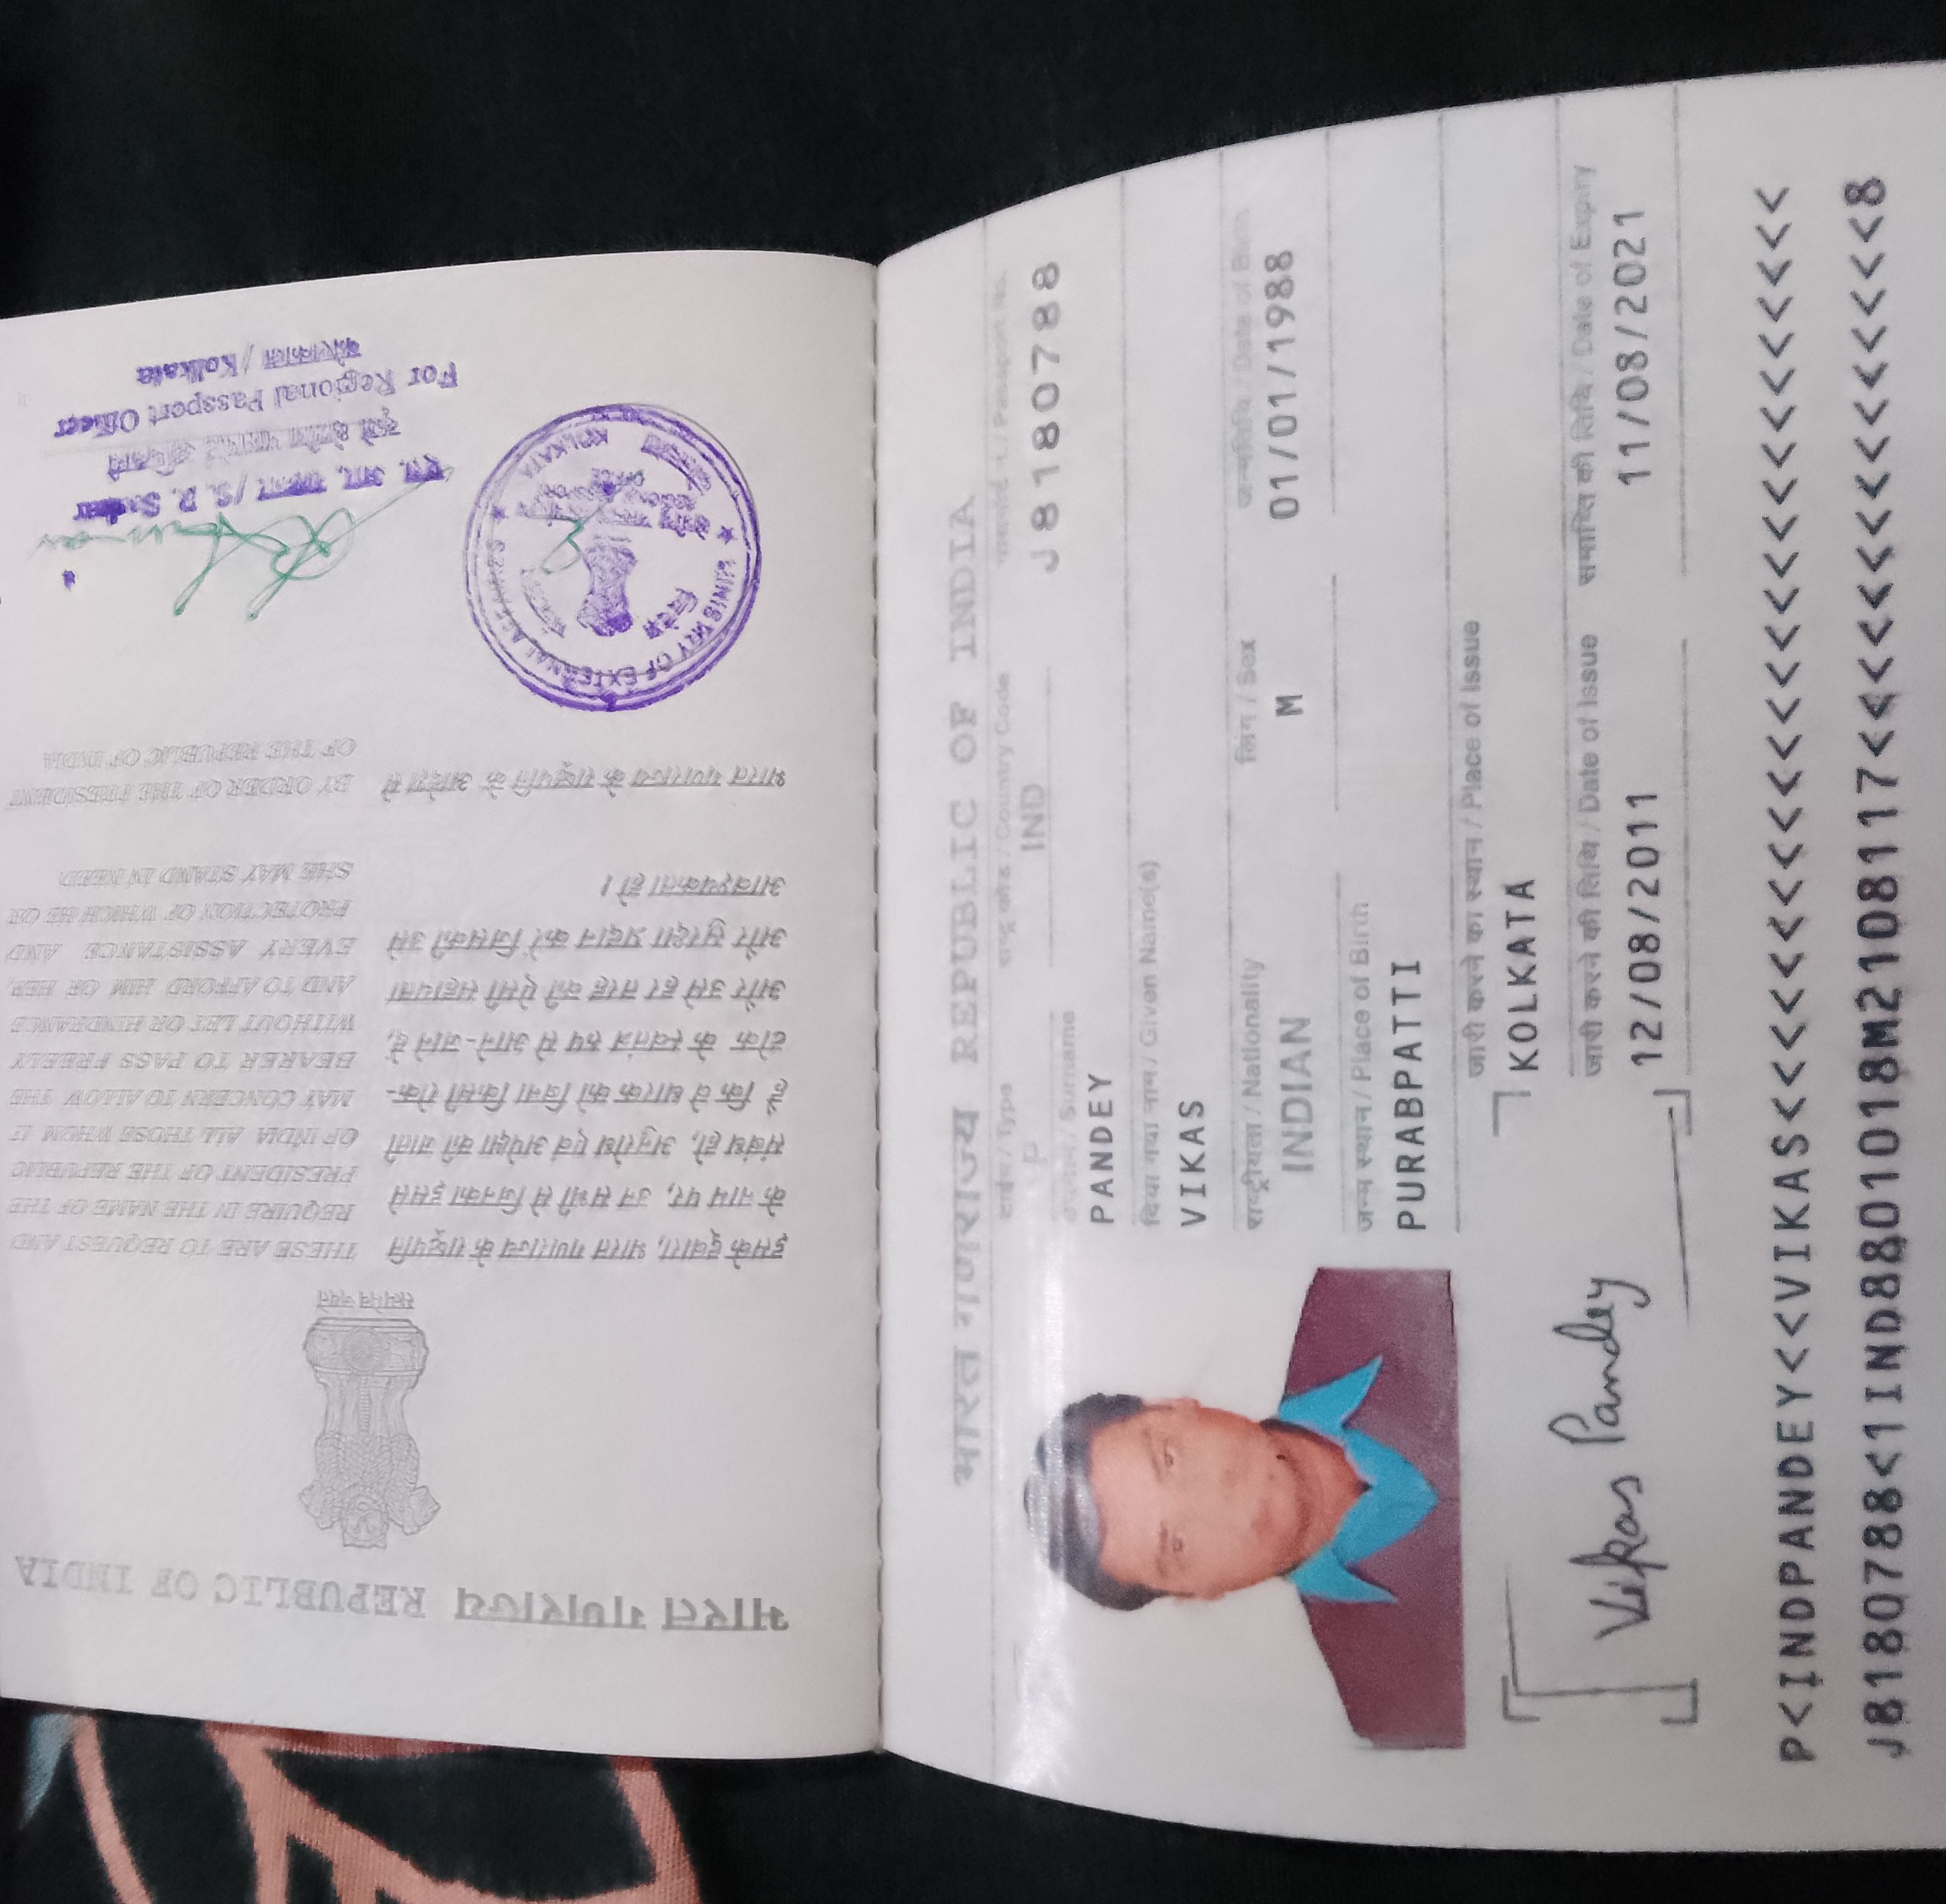 भारत गणराज्य REPUBLIC OF INDIA
सत्यमेव जयते
इसके द्वारा, भारत गणराज्य के राष्ट्रपति
के नाम पर, उन सभी से जिनका इससे
संबंध हो, अनुरोध एवं अपेक्षा की जाती
है कि वे धारक को बिना किसी रोक-
टोक के स्वतंत्र रूप से आने-जाने दें,
और उसे हर तरह की ऐसी सहायता
और सुरक्षा प्रदान करें जिसकी उसे
आवश्यकता हो।
THESE ARE TO REQUEST AND
REQUIRE IN THE NAME OF THE
PRESIDENT OF THE REPUBLIC
OF INDIA ALL THOSE WHOM IT
MAY CONCERN TO ALLOW THE
BEARER TO PASS FREELY
WITHOUT LET OR HINDRANCE
AND TO AFFORD HIM OR HER,
EVERY ASSISTANCE AND
PROTECTION OF WHICH HE OR
SHE MAY STAND IN NEED.
भारत गणराज्य के राष्ट्रपति के आदेश से
BY ORDER OF THE PRESIDENT
OF THE REPUBLIC OF INDIA
MINISTRY OF EXTERNAL AFFAIRS
KOLKATA
For Regional Passport Officer
कोलकाता / Kolkata
भारत गणराज्य REPUBLIC OF INDIA
टाईप / Type राष्ट्र कोड / Country Code पासपोर्ट नं. / Passport No.
P IND J8180788
उपनाम / Surname
PANDEY
दिया गया नाम / Given Name(s)
VIKAS
राष्ट्रीयता / Nationality लिंग / Sex जन्मतिथि / Date of Birth
INDIAN M 01/01/1988
जन्म स्थान / Place of Birth
PURABPATTI
जारी करने का स्थान / Place of Issue
KOLKATA
जारी करने की तिथि / Date of Issue समाप्ति की तिथि / Date of Expiry
12/08/2011 11/08/2021
Vikas Pandey
P<INDPANDEY<<VIKAS<<<<<<<<<<<<<<<<<<<<<<<<<<
J8180788<1IND8801018M2108117<<<<<<<<<<<<<<8